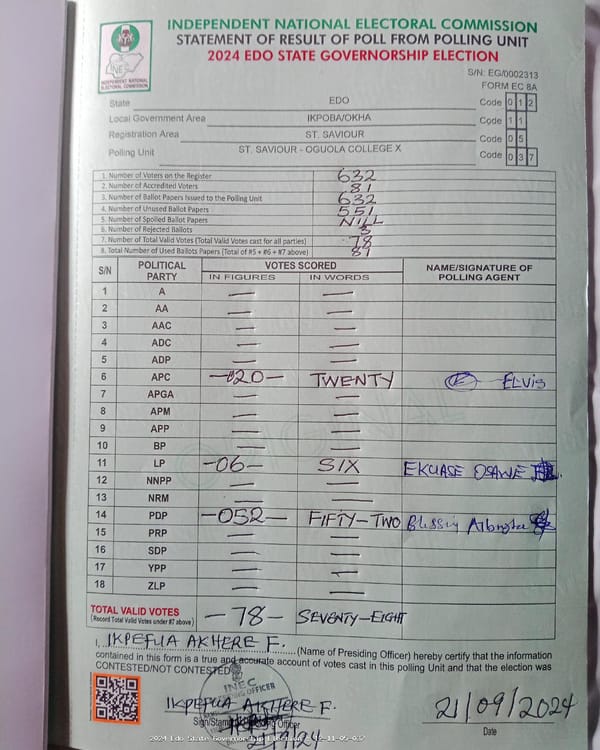 INDEPENDENT NATIONAL ELECTORAL COMMISSION
STATEMENT OF RESULT OF POLL FROM POLLING UNIT
2024 EDO STATE GOVERNORSHIP ELECTION
INDEPENDENT NATIONAL ELECTORAL COMMISSION
S/N: EG/0002313
FORM EC 8A
State EDO Code 0 1 2
Local Government Area IKPOBA/OKHA Code 1 1
Registration Area ST. SAVIOUR Code 0 5
Polling Unit ST. SAVIOUR - OGUOLA COLLEGE X Code 0 3 7
1. Number of Voters on the Register 632
2. Number of Accredited Voters 81
3. Number of Ballot Papers Issued to the Polling Unit 632
4. Number of Unused Ballot Papers 551
5. Number of Spoiled Ballot Papers NILL
6. Number of Rejected Ballots 3
7. Number of Total Valid Votes (Total Valid Votes cast for all parties) 78
8. Total Number of Used Ballots Papers (Total of #5 + #6 + #7 above) 81
S/N POLITICAL PARTY VOTES SCORED NAME/SIGNATURE OF POLLING AGENT
IN FIGURES IN WORDS
1 A — —
2 AA — —
3 AAC — —
4 ADC — —
5 ADP — —
6 APC -020- TWENTY ELVIS
7 APGA — —
8 APM — —
9 APP — —
10 BP — —
11 LP -06- SIX EKUASE OSAWE
12 NNPP — —
13 NRM — —
14 PDP -052- FIFTY-TWO Blessing
15 PRP — —
16 SDP — —
17 YPP — —
18 ZLP — —
ORIGINAL
TOTAL VALID VOTES -78- SEVENTY-EIGHT
(Record Total Valid Votes under #7 above)
I, IKPEFUA AKHERE F. (Name of Presiding Officer) hereby certify that the information
contained in this form is a true and accurate account of votes cast in this polling Unit and that the election was
CONTESTED/NOT CONTESTED
INEC
IKPEFUA AKHERE F. 21/09/2024
Sign/Stamp Officer Date
2024 Edo State Governorship Election